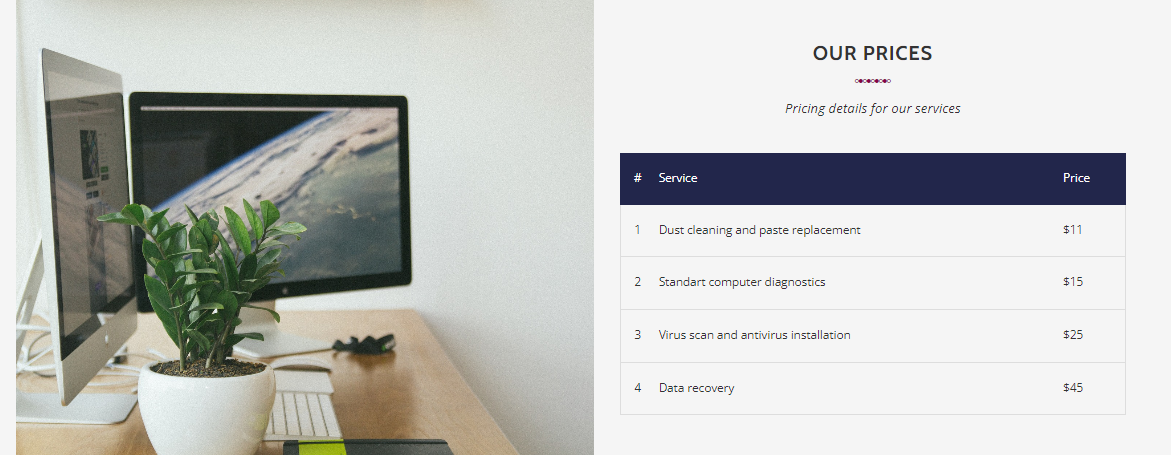 OUR PRICES
Pricing details for our services
# Service Price
1 Dust cleaning and paste replacement $11
2 Standart computer diagnostics $15
3 Virus scan and antivirus installation $25
4 Data recovery $45